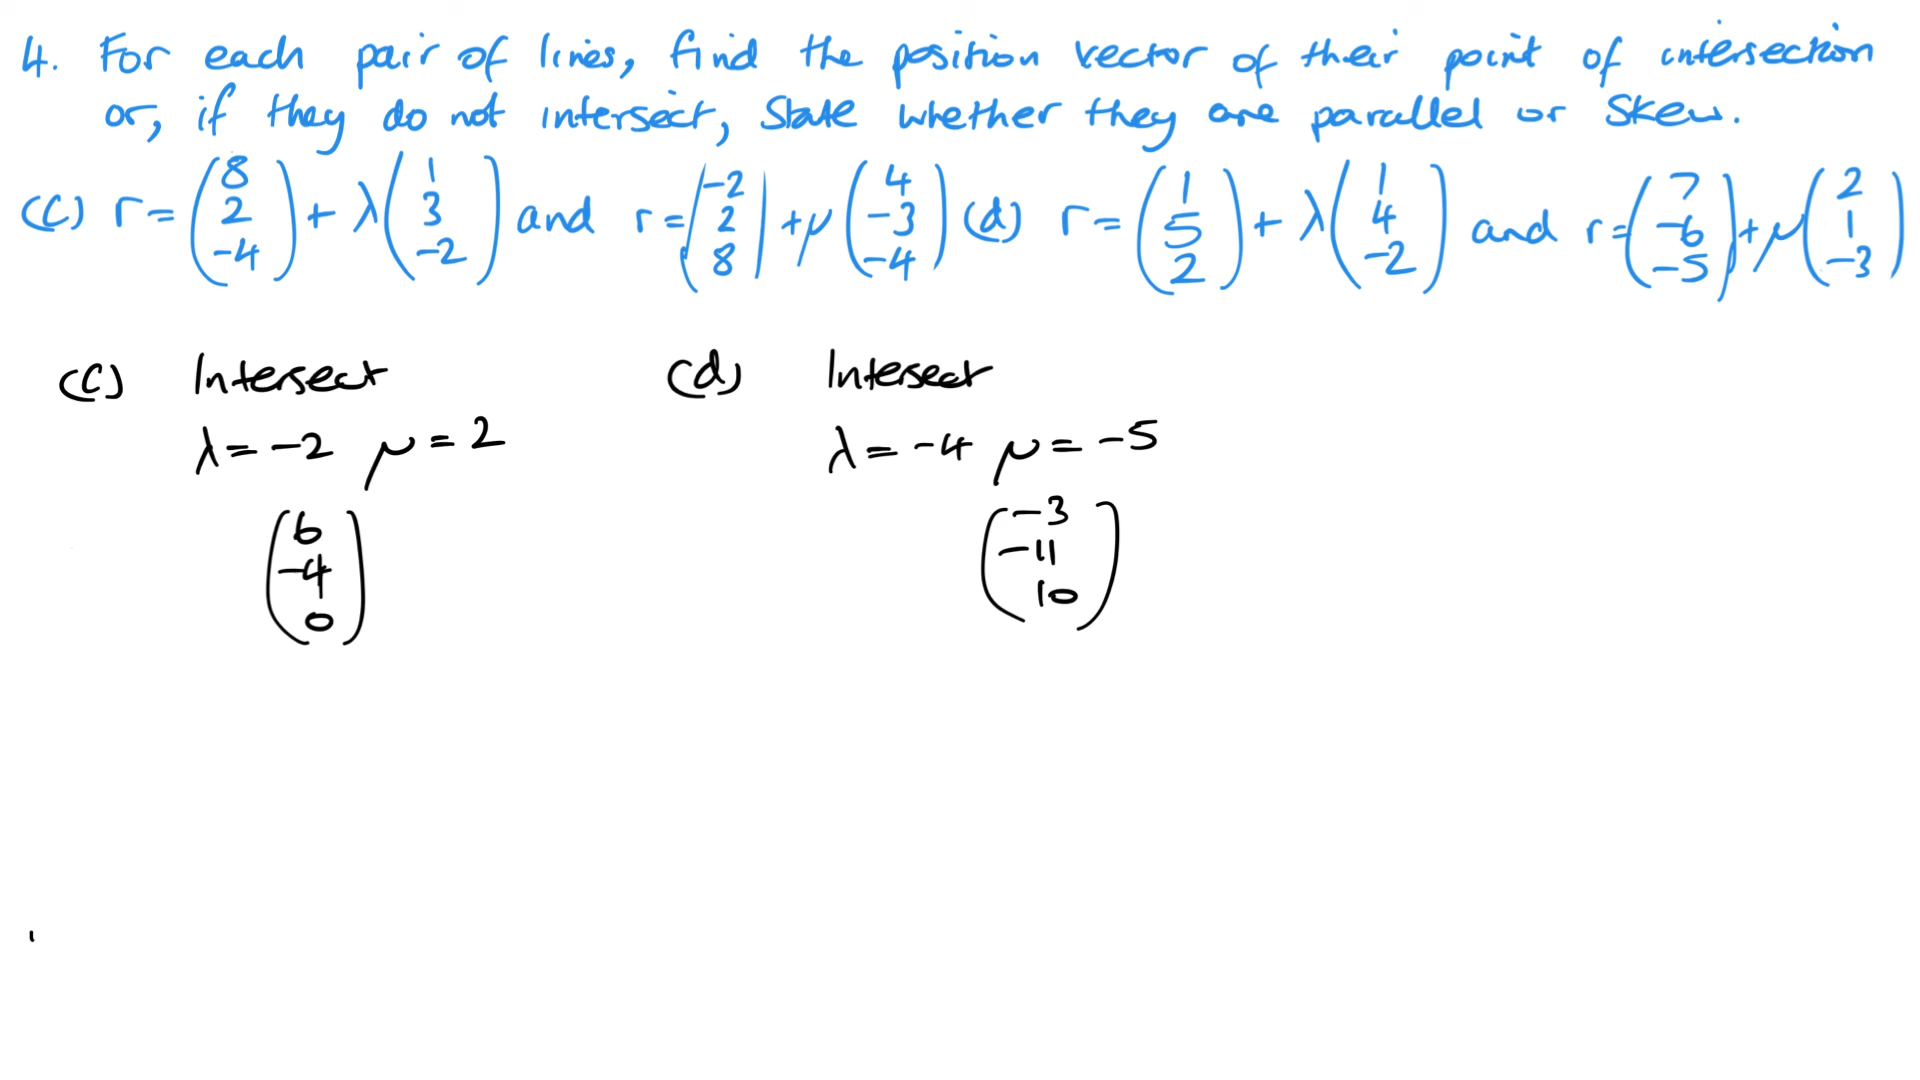 4. For each pair of lines, find the position vector of their point of intersection
or, if they do not intersect, state whether they are parallel or skew.
(c) r = (8 2 -4) + λ(1 3 -2) and r = (-2 2 8) + μ(4 -3 -4) (d) r = (1 5 2) + λ(1 4 -2) and r = (7 -6 -5) + μ(2 1 -3)
(c) Intersect (d) Intersect
λ = -2 μ = 2 λ = -4 μ = -5
(6 -4 0) (-3 -11 10)